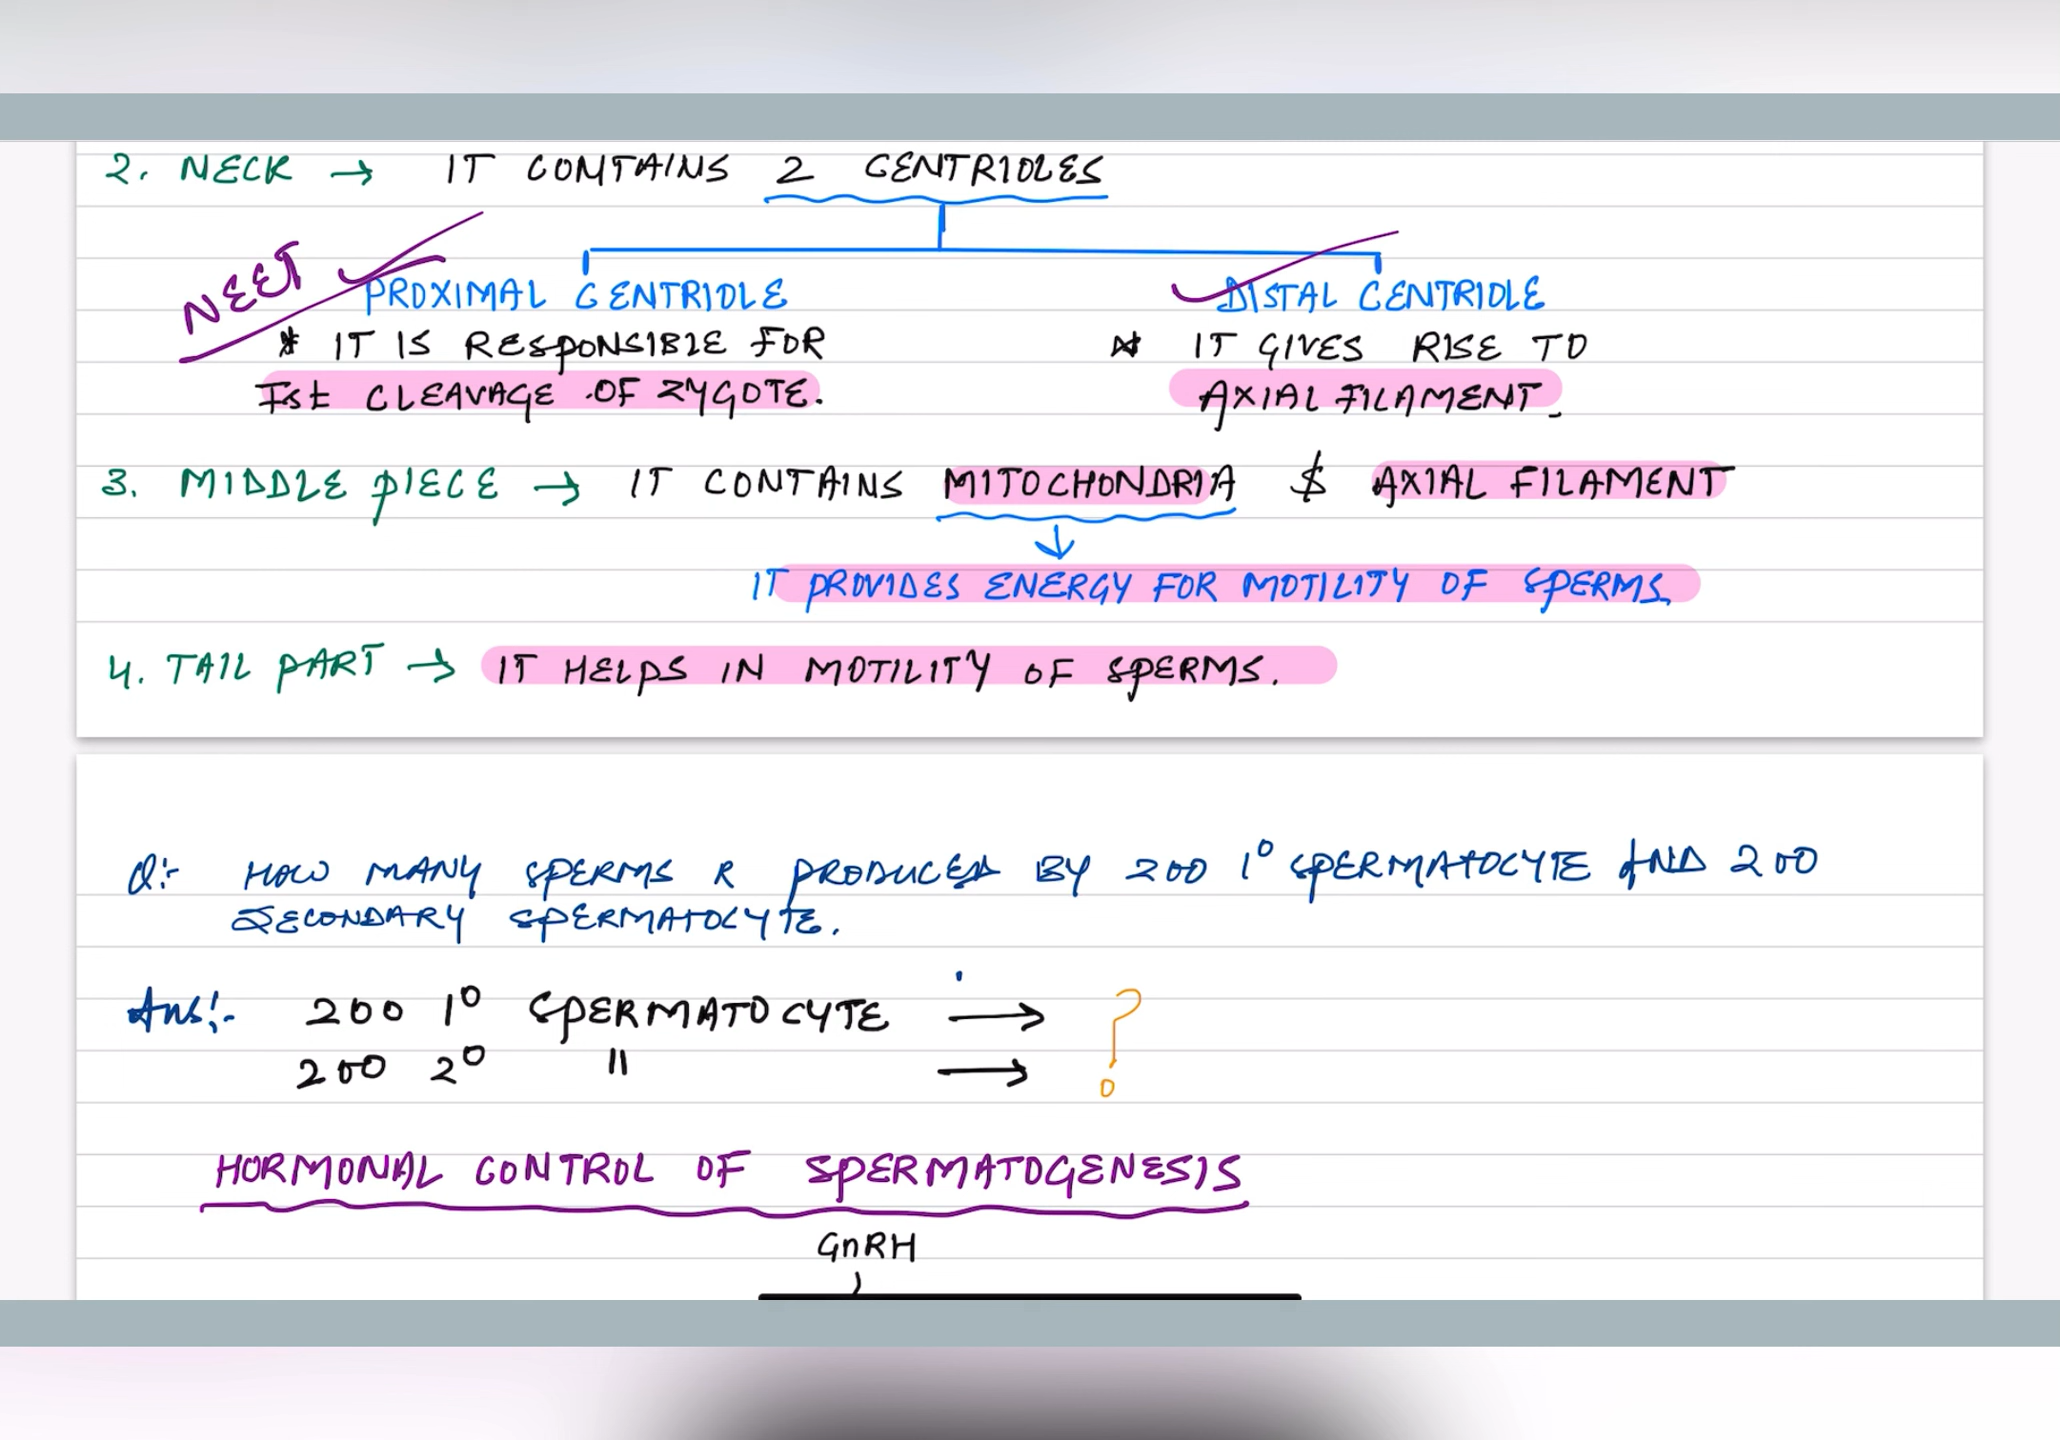 2. NECK → IT CONTAINS 2 CENTRIOLES
NEET
PROXIMAL CENTRIOLE
DISTAL CENTRIOLE
* IT IS RESPONSIBLE FOR
* IT GIVES RISE TO
Ist CLEAVAGE OF ZYGOTE.
AXIAL FILAMENT.
3. MIDDLE PIECE → IT CONTAINS MITOCHONDRIA $ AXIAL FILAMENT
IT PROVIDES ENERGY FOR MOTILITY OF SPERMS.
4. TAIL PART → IT HELPS IN MOTILITY OF SPERMS.
Q:- HOW MANY SPERMS R PRODUCED BY 200 1° SPERMATOCYTE AND 200
SECONDARY SPERMATOCYTE.
Ans:- 200 1° SPERMATOCYTE → ?
200 2° " →
HORMONAL CONTROL OF SPERMATOGENESIS
GnRH